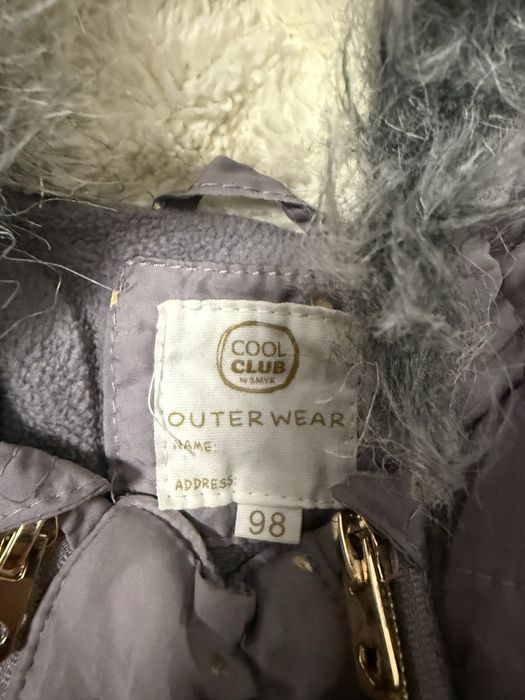 COOL
CLUB
by SMYK
OUTERWEAR
NAME:
ADDRESS:
98